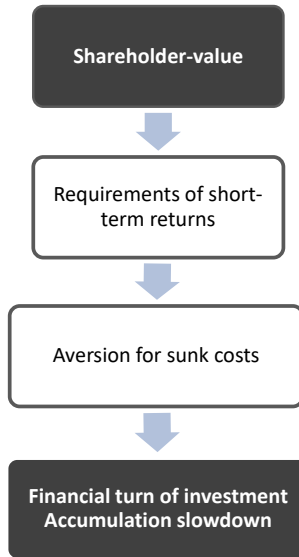 Shareholder-value
Requirements of short-
term returns
Aversion for sunk costs
Financial turn of investment
Accumulation slowdown